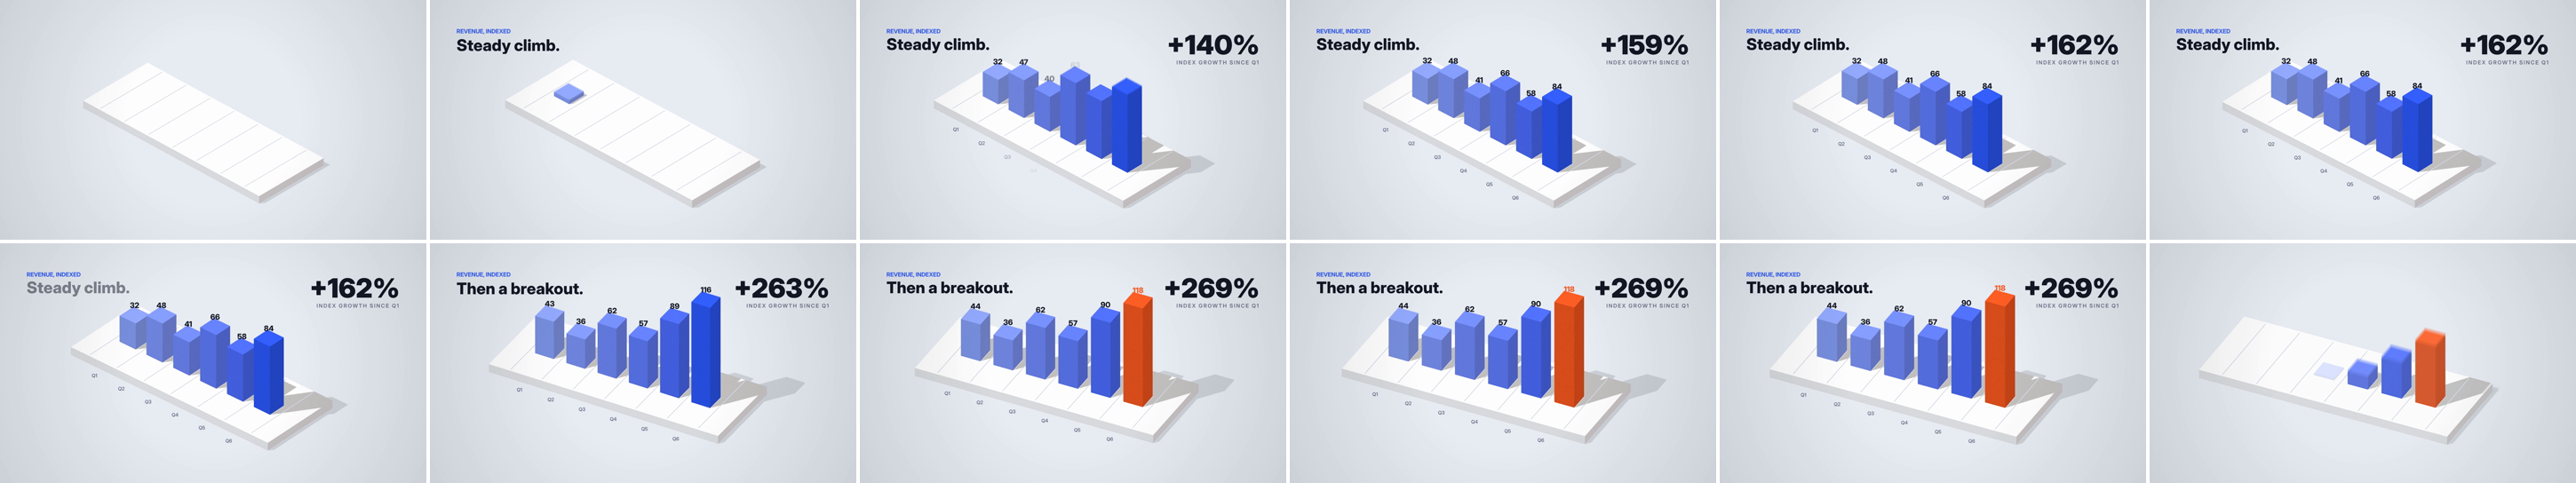 REVENUE, INDEXED
Steady climb.
REVENUE, INDEXED
Steady climb.
+140%
INDEX GROWTH SINCE Q1
32 47 40 63
Q1
Q2
Q3
Q4
REVENUE, INDEXED
Steady climb.
+159%
INDEX GROWTH SINCE Q1
32 48 41 66 58 84
Q1
Q2
Q3
Q4
Q5
Q6
REVENUE, INDEXED
Steady climb.
+162%
INDEX GROWTH SINCE Q1
32 48 41 66 58 84
Q1
Q2
Q3
Q4
Q5
Q6
REVENUE, INDEXED
Steady climb.
+162%
INDEX GROWTH SINCE Q1
32 48 41 66 58 84
Q1
Q2
Q3
Q4
Q5
Q6
REVENUE, INDEXED
Steady climb.
+162%
INDEX GROWTH SINCE Q1
32 48 41 66 58 84
Q1
Q2
Q3
Q4
Q5
Q6
REVENUE, INDEXED
Then a breakout.
+263%
INDEX GROWTH SINCE Q1
43 36 62 57 89 116
Q1
Q2
Q3
Q4
Q5
Q6
REVENUE, INDEXED
Then a breakout.
+269%
INDEX GROWTH SINCE Q1
44 36 62 57 90 118
Q1
Q2
Q3
Q4
Q5
Q6
REVENUE, INDEXED
Then a breakout.
+269%
INDEX GROWTH SINCE Q1
44 36 62 57 90 118
Q1
Q2
Q3
Q4
Q5
Q6
REVENUE, INDEXED
Then a breakout.
+269%
INDEX GROWTH SINCE Q1
44 36 62 57 90 118
Q1
Q2
Q3
Q4
Q5
Q6